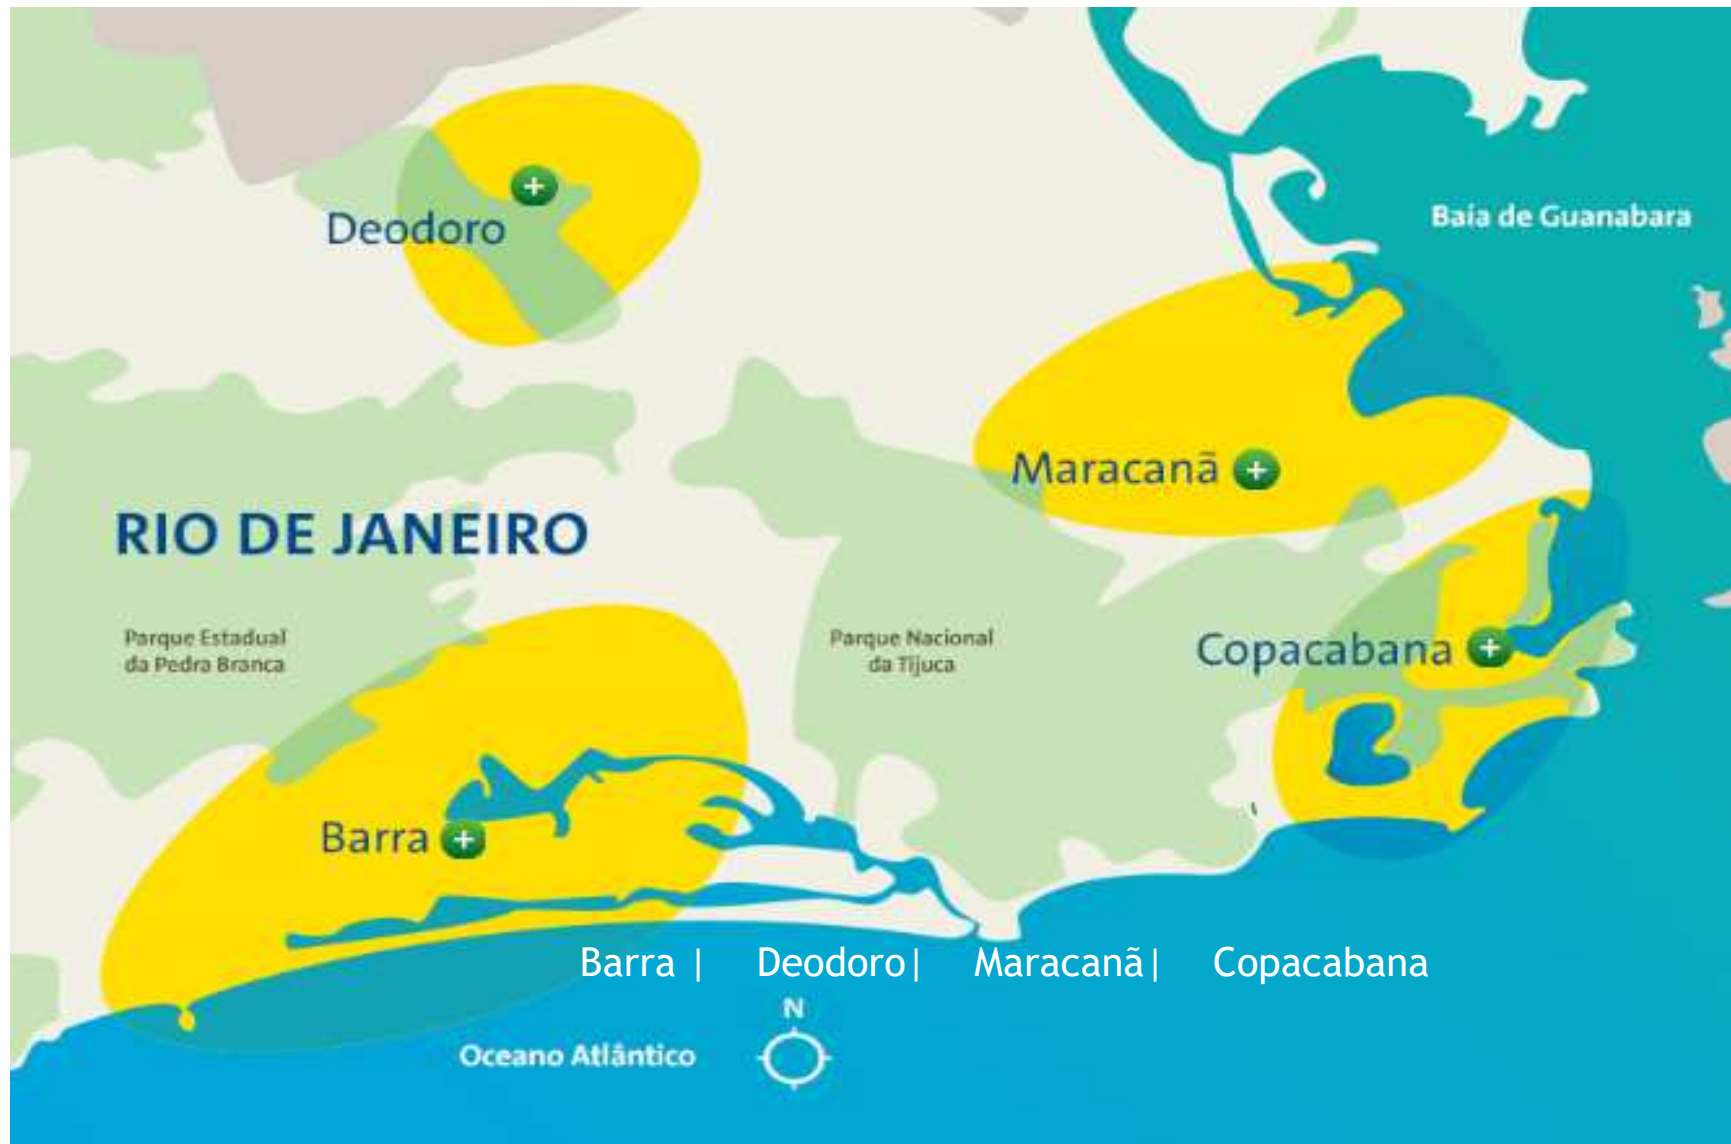 Baía de Guanabara
Deodoro
Maracanã
RIO DE JANEIRO
Parque Estadual
da Pedra Branca
Parque Nacional
da Tijuca
Copacabana
Barra
Barra | Deodoro| Maracanã| Copacabana
N
Oceano Atlântico